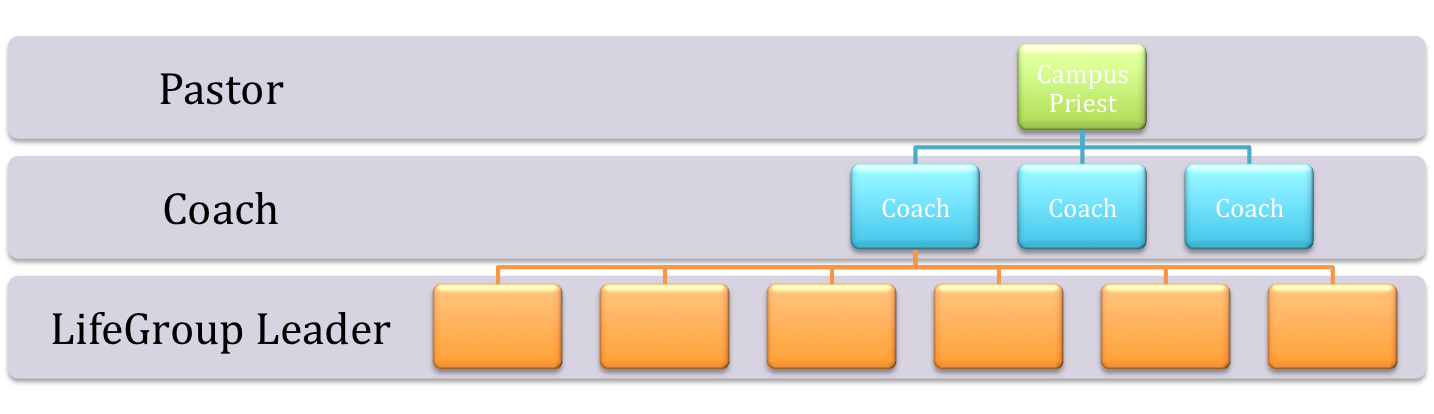 Pastor
Campus
Priest
Coach
Coach
Coach
Coach
LifeGroup Leader